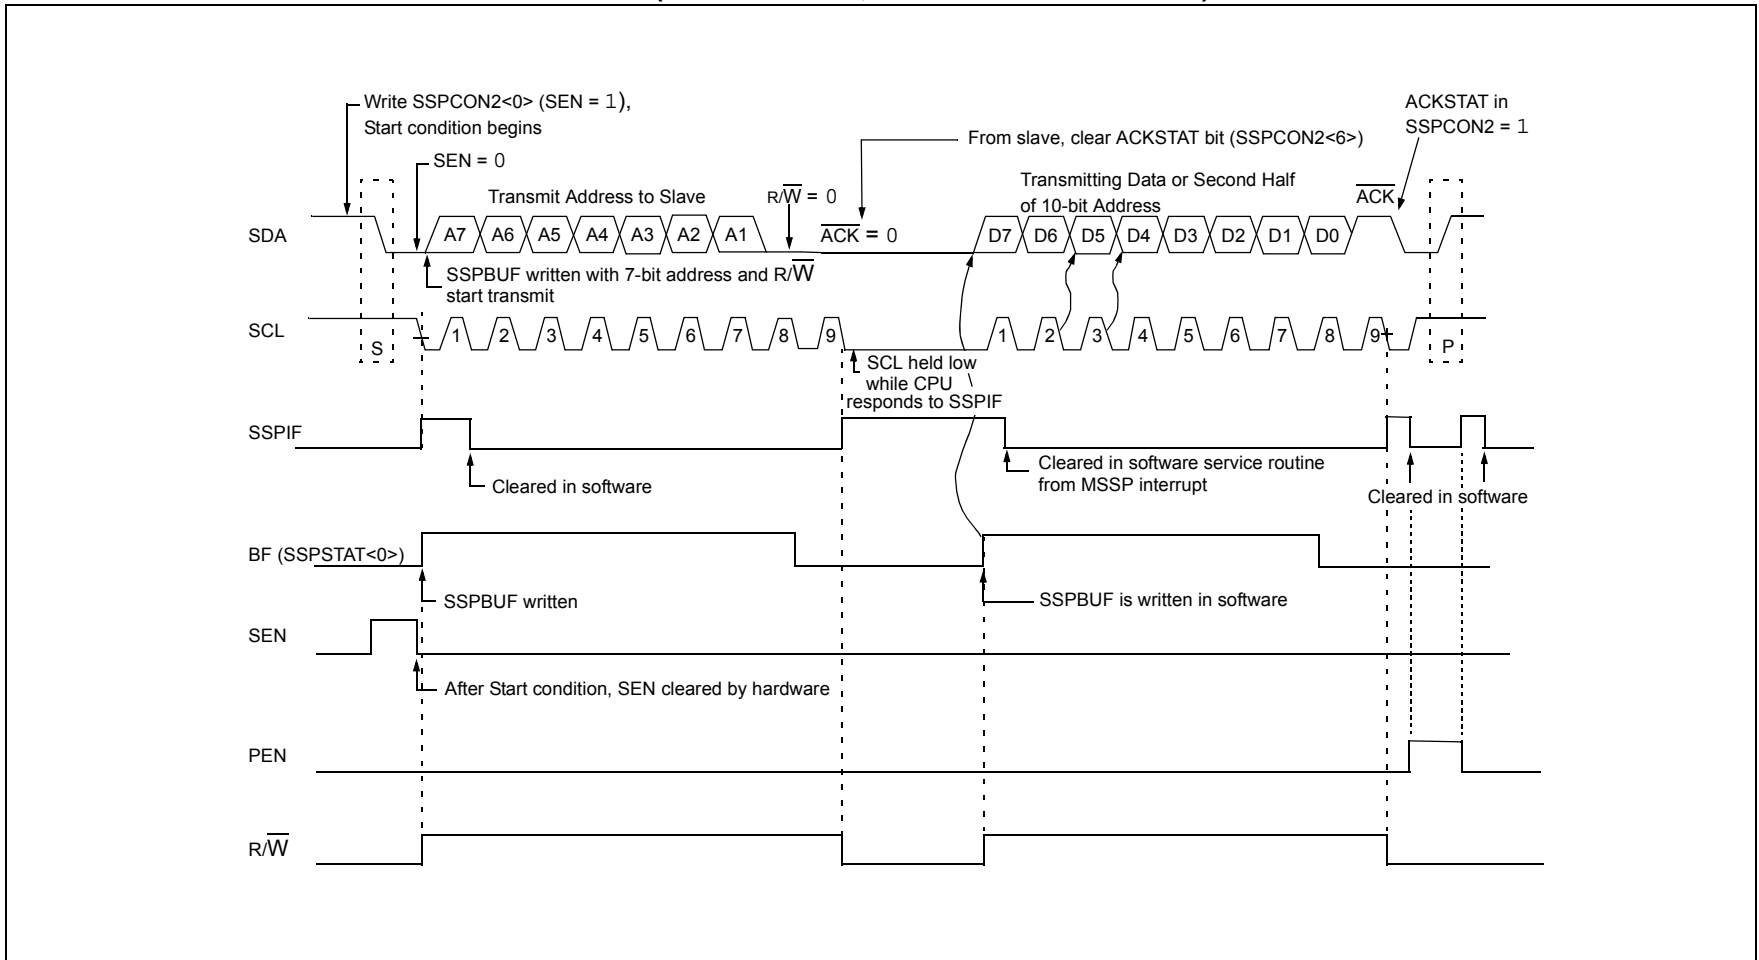 Write SSPCON2<0> (SEN = 1),
Start condition begins
ACKSTAT in
SSPCON2 = 1
From slave, clear ACKSTAT bit (SSPCON2<6>)
SEN = 0
Transmit Address to Slave
R/W̅ = 0
Transmitting Data or Second Half
of 10-bit Address
A̅C̅K̅
SDA
A7 A6 A5 A4 A3 A2 A1
A̅C̅K̅ = 0
D7 D6 D5 D4 D3 D2 D1 D0
SSPBUF written with 7-bit address and R/W̅
start transmit
SCL
S
1 2 3 4 5 6 7 8 9
1 2 3 4 5 6 7 8 9
P
SCL held low
while CPU
responds to SSPIF
SSPIF
Cleared in software
Cleared in software service routine
from MSSP interrupt
Cleared in software
BF (SSPSTAT<0>)
SSPBUF written
SSPBUF is written in software
SEN
After Start condition, SEN cleared by hardware
PEN
R/W̅